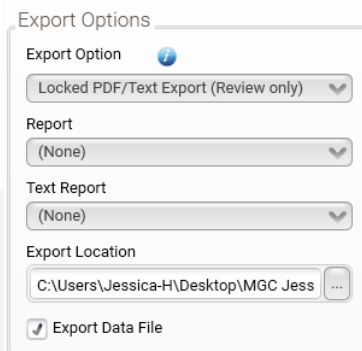 Export Options
Export Option
Locked PDF/Text Export (Review only)
Report
(None)
Text Report
(None)
Export Location
C:\Users\Jessica-H\Desktop\MGC Jess
...
Export Data File